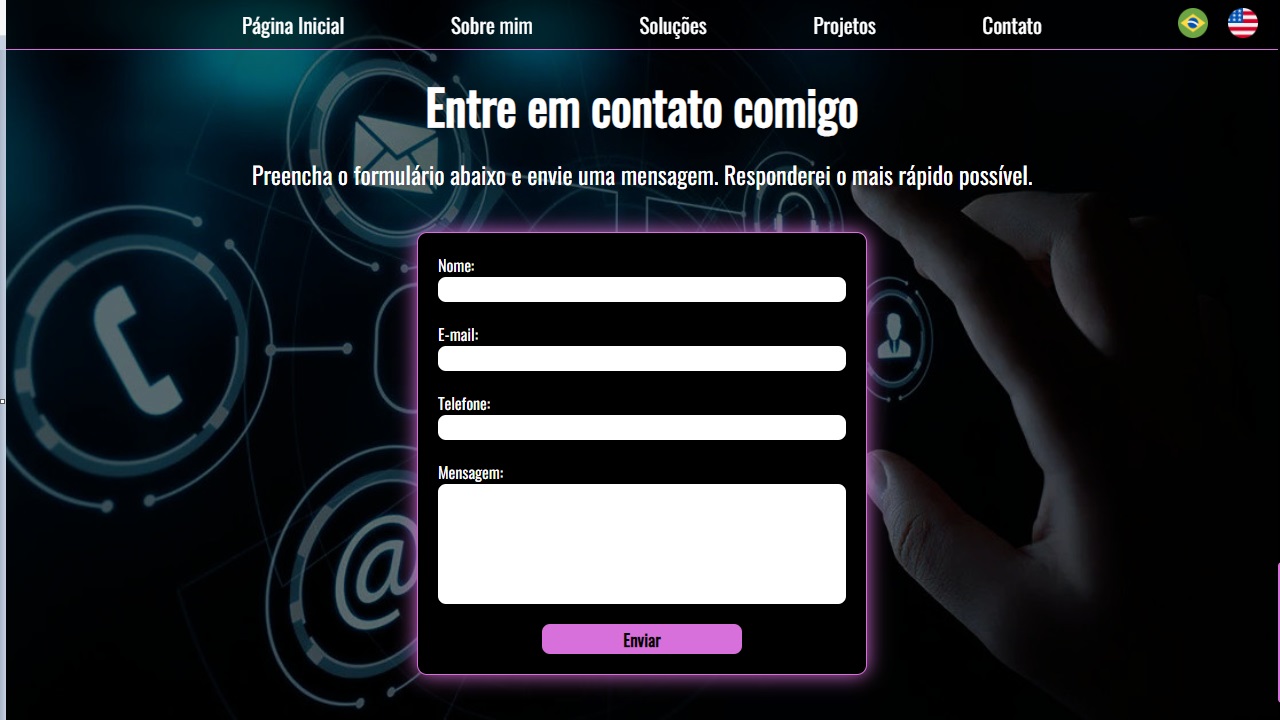 Página Inicial
Sobre mim
Soluções
Projetos
Contato
Entre em contato comigo
Preencha o formulário abaixo e envie uma mensagem. Responderei o mais rápido possível.
Nome:
E-mail:
Telefone:
Mensagem:
Enviar
@